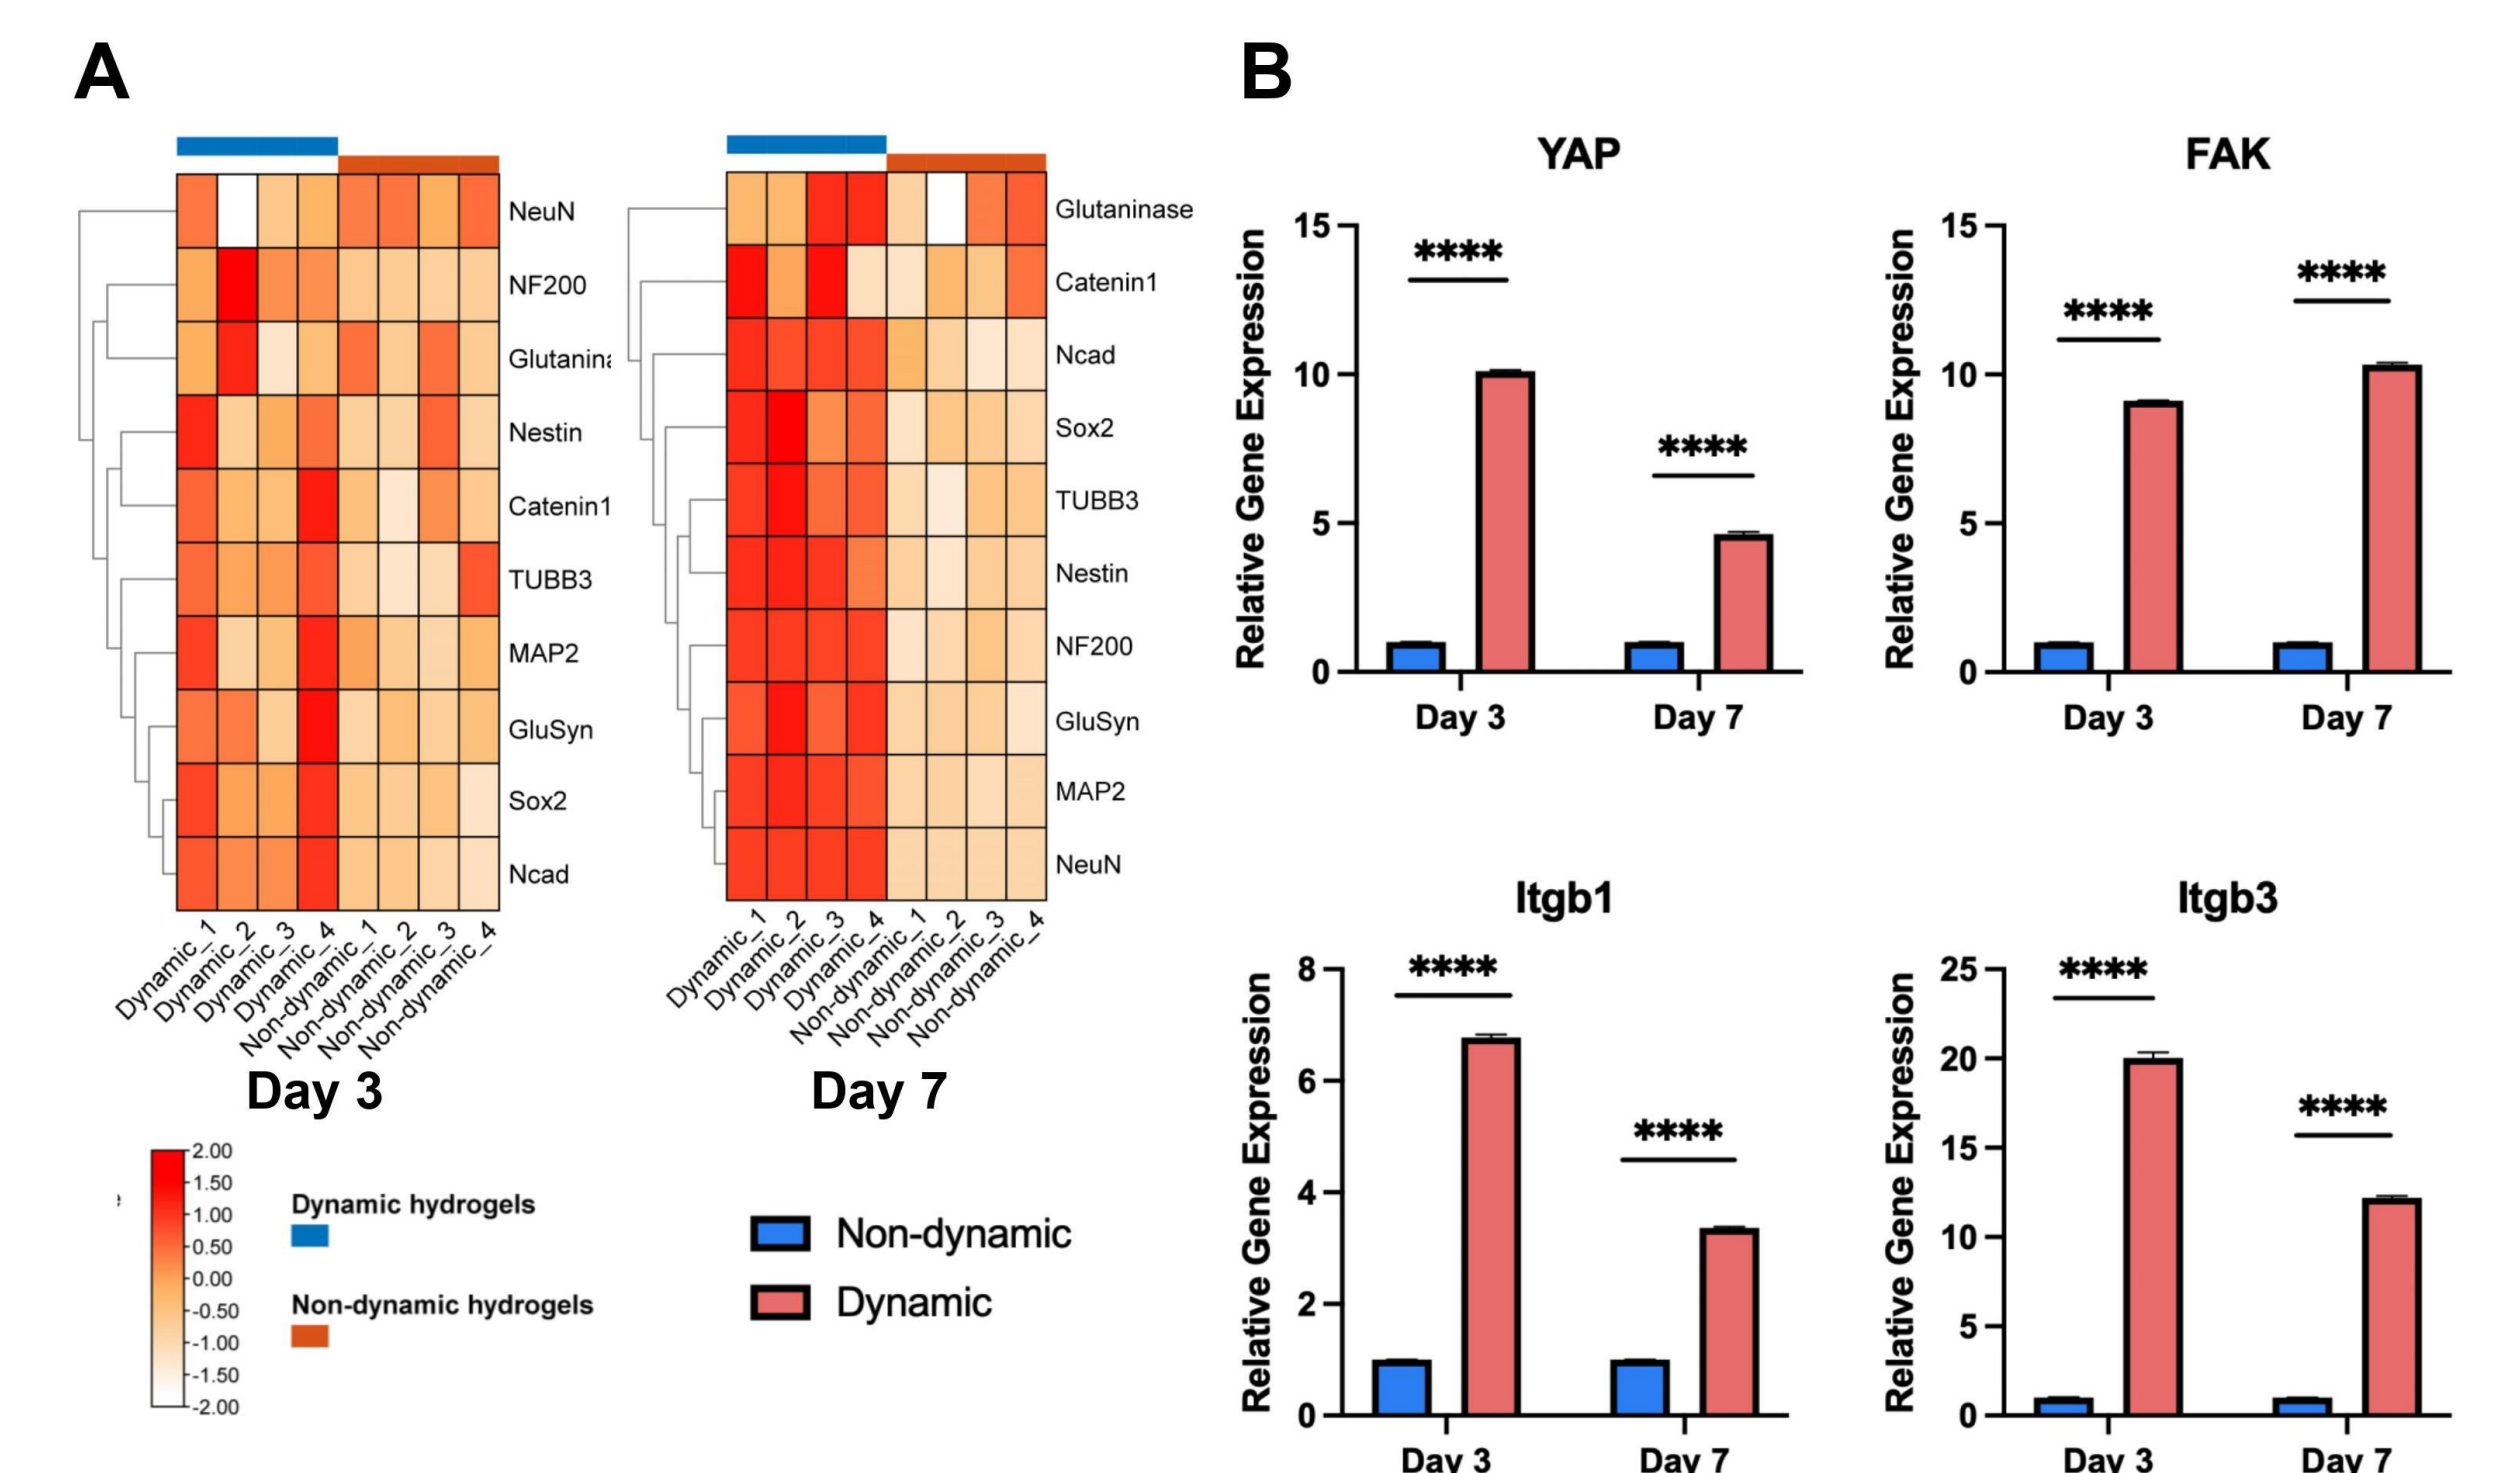 A
NeuN
NF200
Glutanina
Nestin
Catenin1
TUBB3
MAP2
GluSyn
Sox2
Ncad
Dynamic_1
Dynamic_2
Dynamic_3
Dynamic_4
Non-dynamic_1
Non-dynamic_2
Non-dynamic_3
Non-dynamic_4
Day 3
Glutaninase
Catenin1
Ncad
Sox2
TUBB3
Nestin
NF200
GluSyn
MAP2
NeuN
Dynamic_1
Dynamic_2
Dynamic_3
Dynamic_4
Non-dynamic_1
Non-dynamic_2
Non-dynamic_3
Non-dynamic_4
Day 7
2.00
1.50
1.00
0.50
0.00
-0.50
-1.00
-1.50
-2.00
Dynamic hydrogels
Non-dynamic hydrogels
Non-dynamic
Dynamic
B
YAP
Relative Gene Expression
15
10
5
0
****
****
Day 3
Day 7
FAK
Relative Gene Expression
15
10
5
0
****
****
Day 3
Day 7
Itgb1
Relative Gene Expression
8
6
4
2
0
****
****
Day 3
Day 7
Itgb3
Relative Gene Expression
25
20
15
10
5
0
****
****
Day 3
Day 7